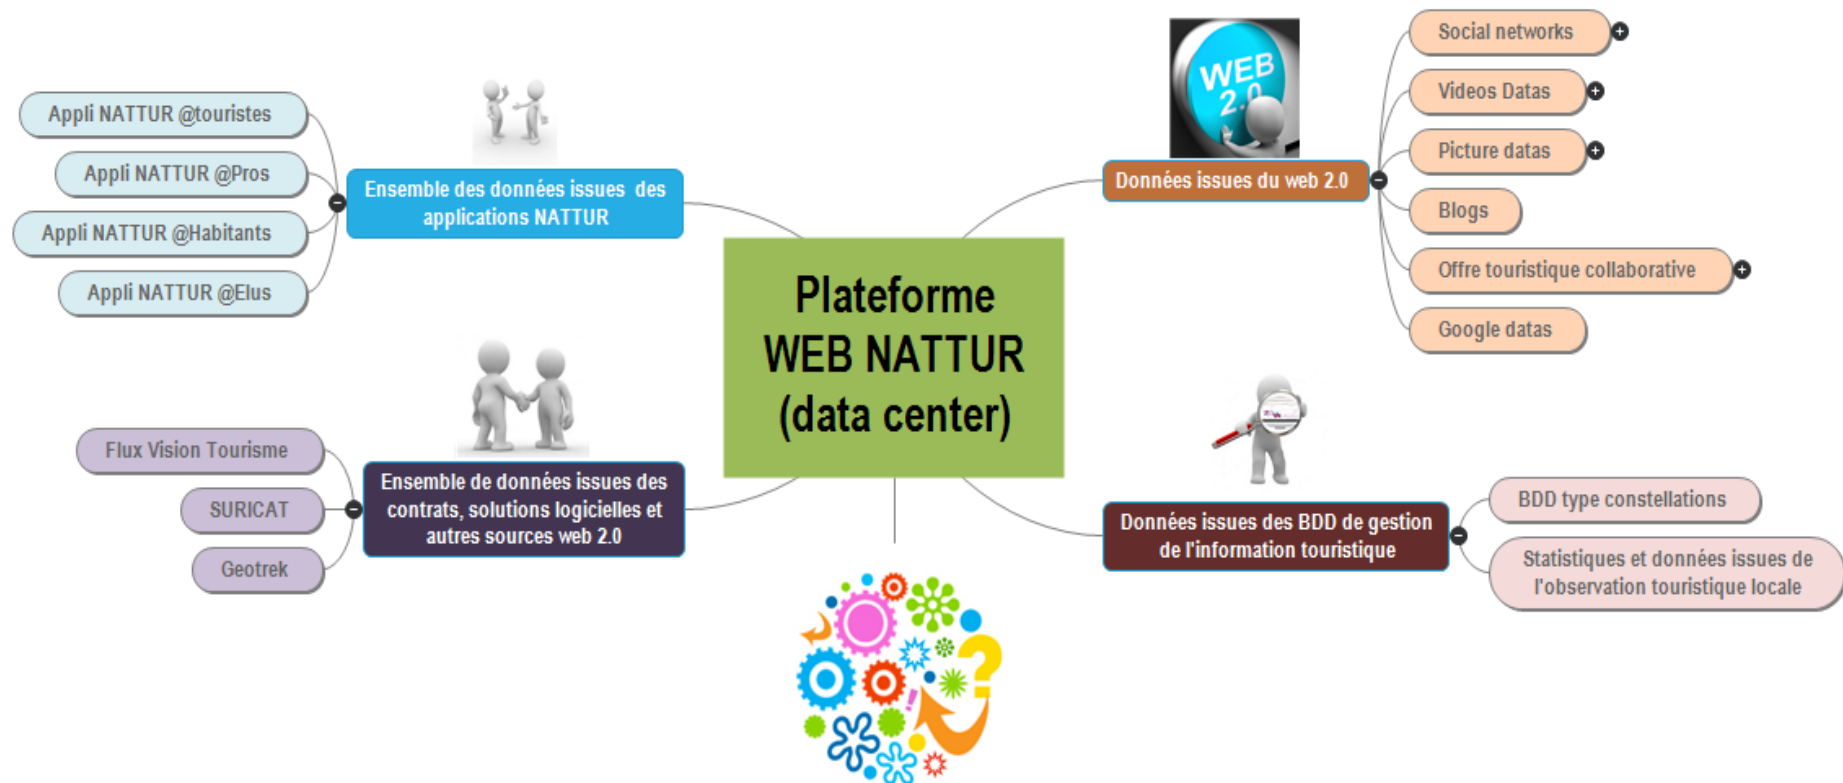 Plateforme
WEB NATTUR
(data center)
Ensemble des données issues des
applications NATTUR
Appli NATTUR @touristes
Appli NATTUR @Pros
Appli NATTUR @Habitants
Appli NATTUR @Elus
Ensemble de données issues des
contrats, solutions logicielles et
autres sources web 2.0
Flux Vision Tourisme
SURICAT
Geotrek
WEB
2.0
Données issues du web 2.0
Social networks
Videos Datas
Picture datas
Blogs
Offre touristique collaborative
Google datas
Données issues des BDD de gestion
de l'information touristique
BDD type constellations
Statistiques et données issues de
l'observation touristique locale